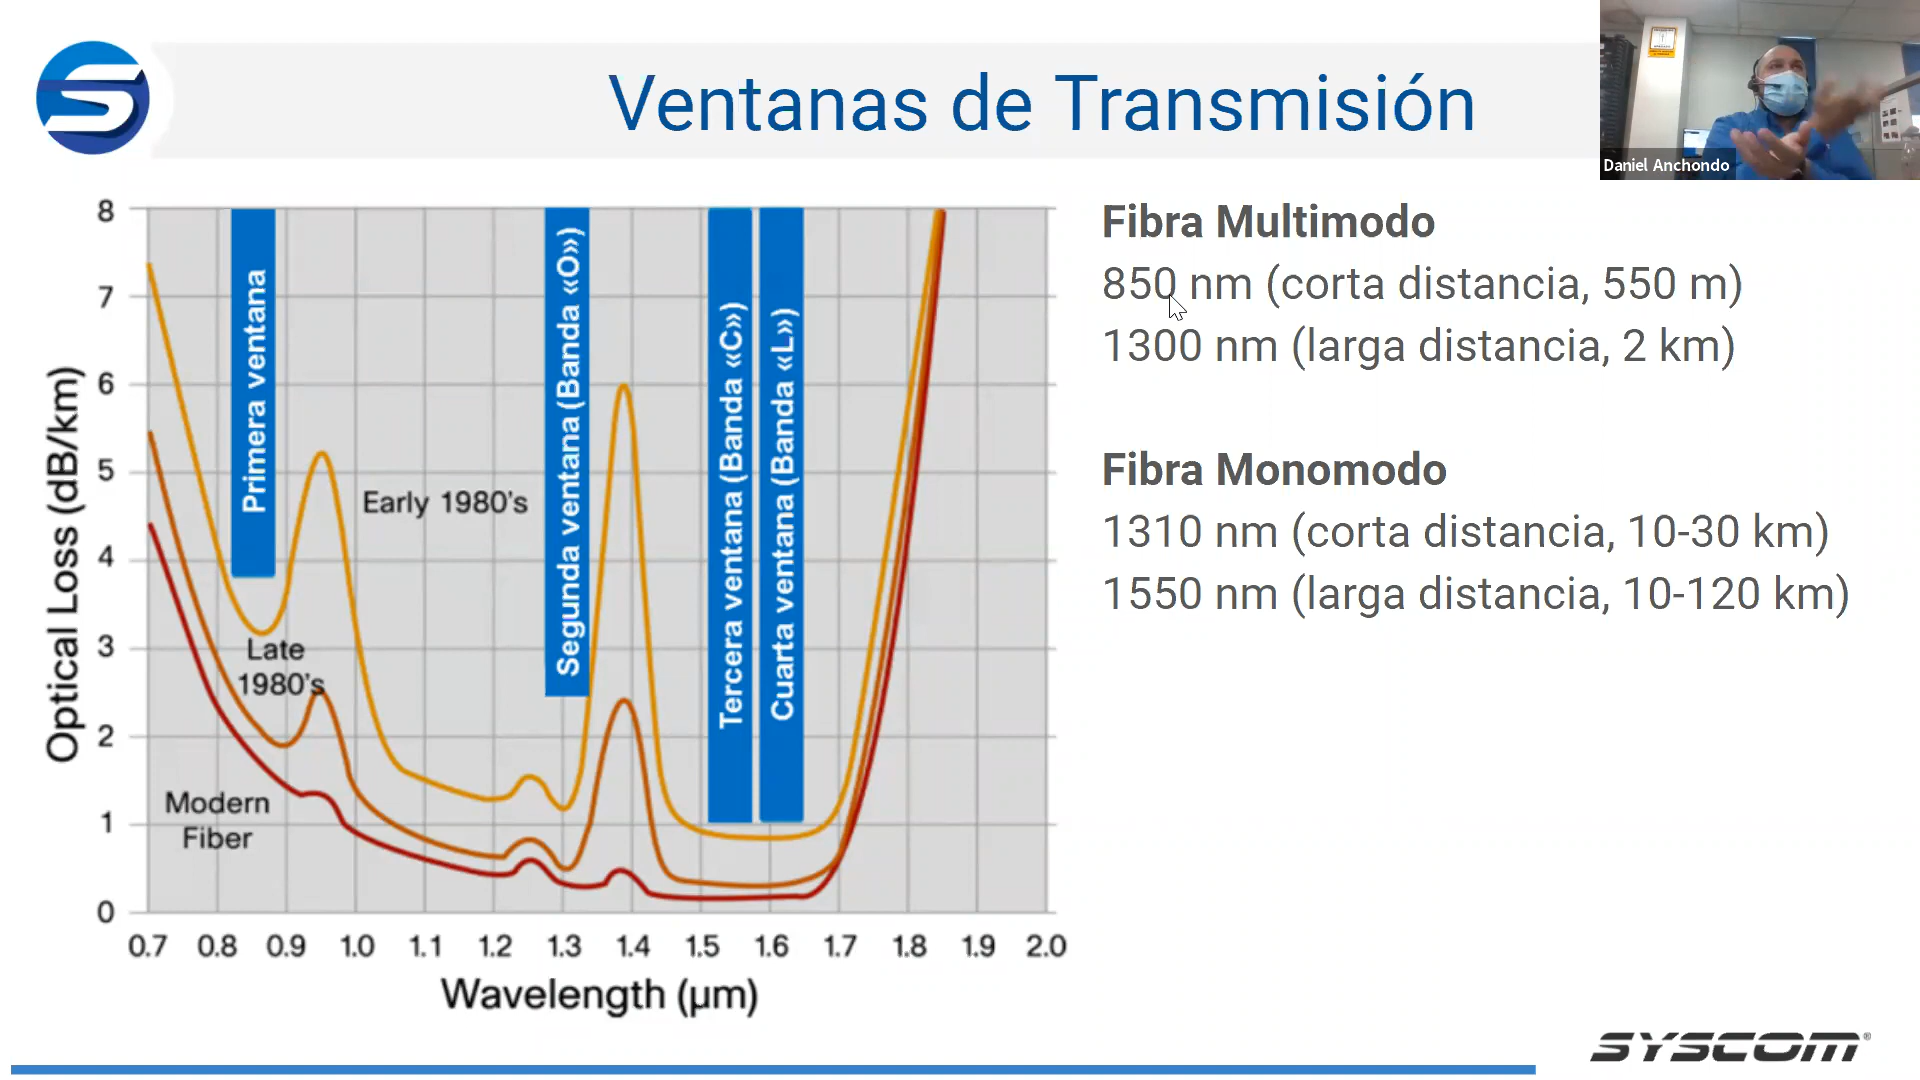 Ventanas de Transmisión
Daniel Anchondo
8
7
6
5
4
3
2
1
0
Optical Loss (dB/km)
Primera ventana
Segunda ventana (Banda «O»)
Tercera ventana (Banda «C»)
Cuarta ventana (Banda «L»)
Early 1980's
Late
1980's
Modern
Fiber
0.7 0.8 0.9 1.0 1.1 1.2 1.3 1.4 1.5 1.6 1.7 1.8 1.9 2.0
Wavelength (µm)
Fibra Multimodo
850 nm (corta distancia, 550 m)
1300 nm (larga distancia, 2 km)
Fibra Monomodo
1310 nm (corta distancia, 10-30 km)
1550 nm (larga distancia, 10-120 km)
SYSCOM®